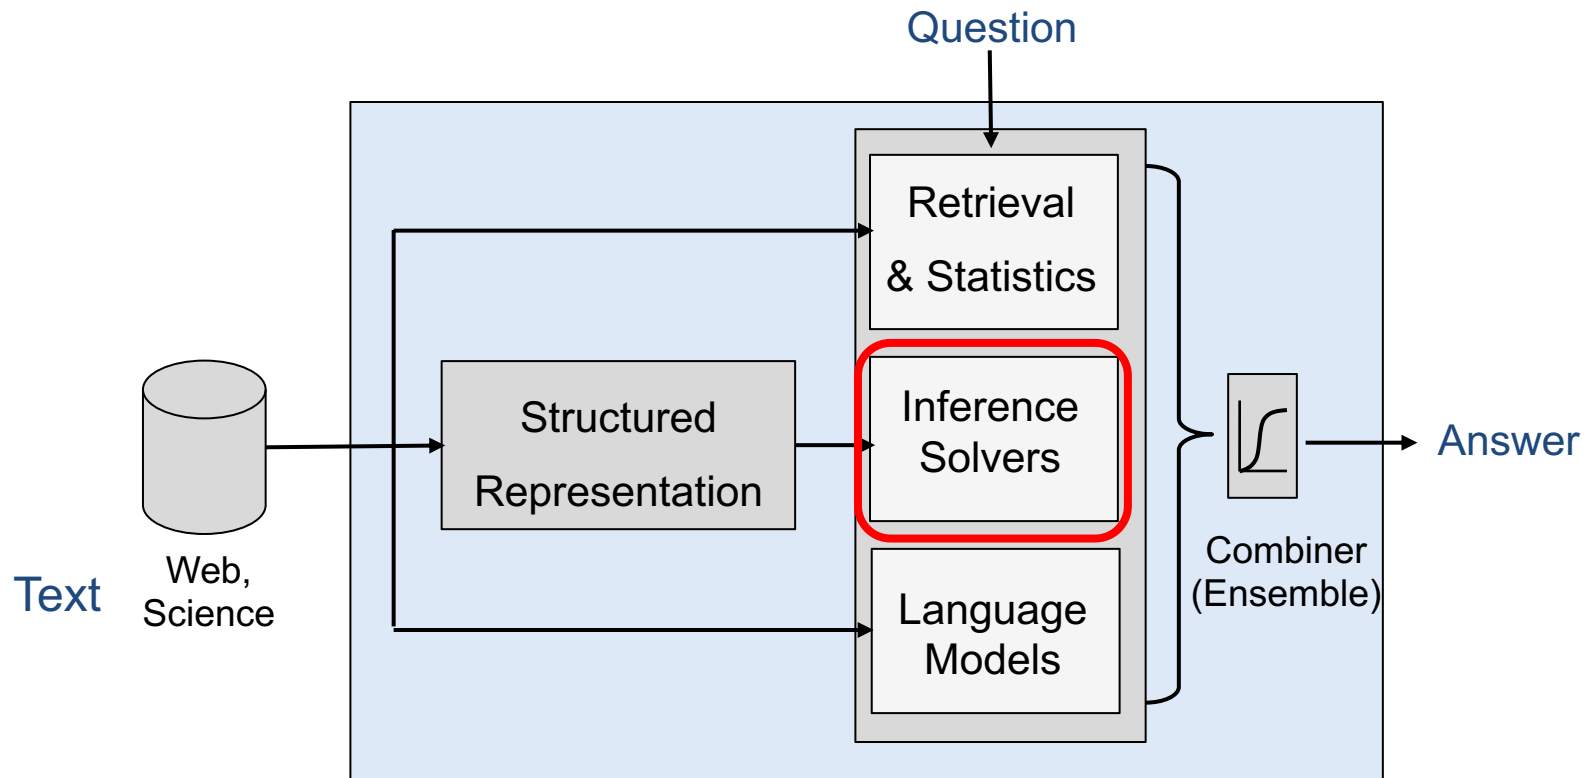 Question
Retrieval
& Statistics
Structured
Representation
Inference
Solvers
Answer
Text
Web,
Science
Language
Models
Combiner
(Ensemble)